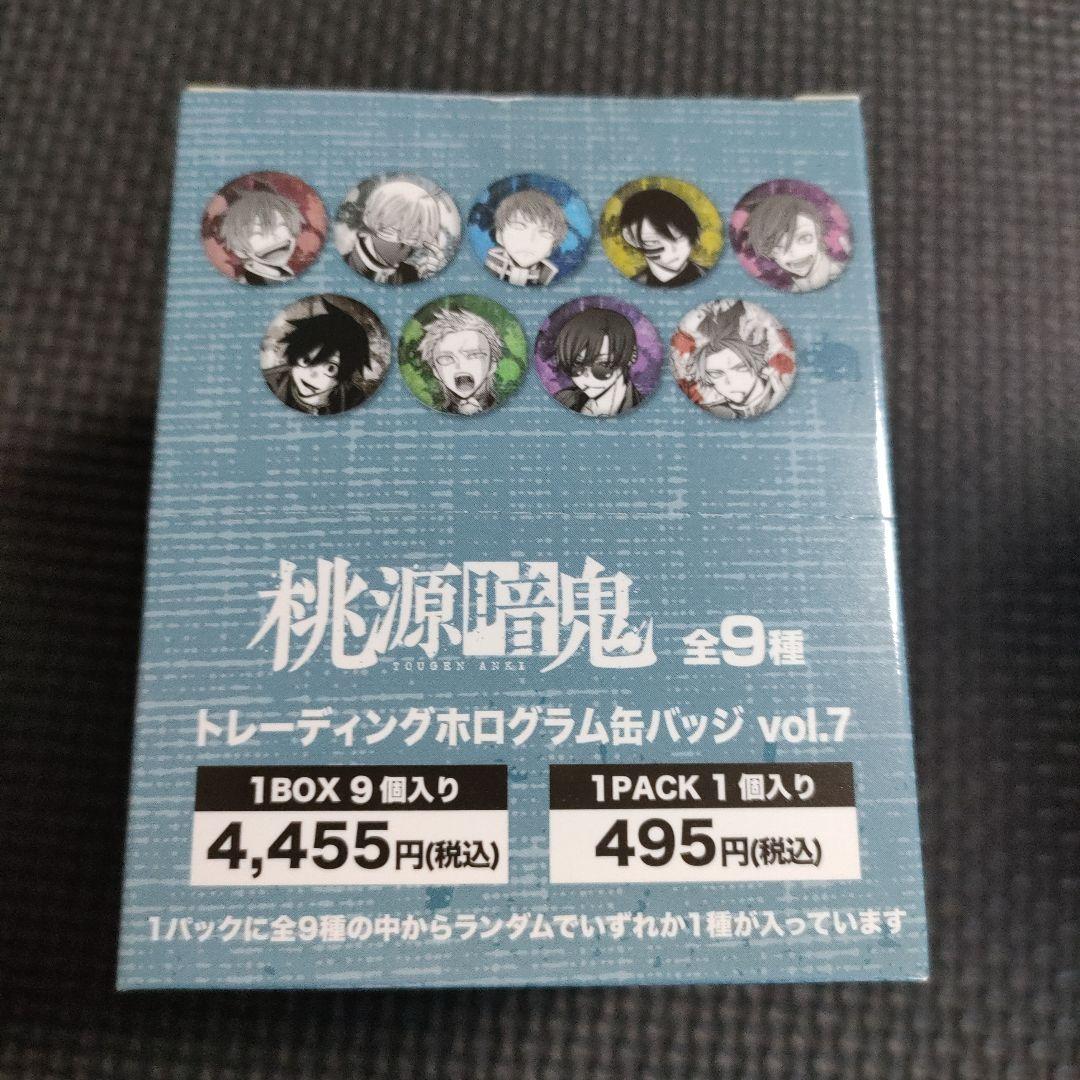 桃源暗鬼 全9種
TOUGEN ANKI
トレーディングホログラム缶バッジ vol.7
1BOX 9個入り
4,455円(税込)
1PACK 1個入り
495円(税込)
1パックに全9種の中からランダムでいずれか1種が入っています